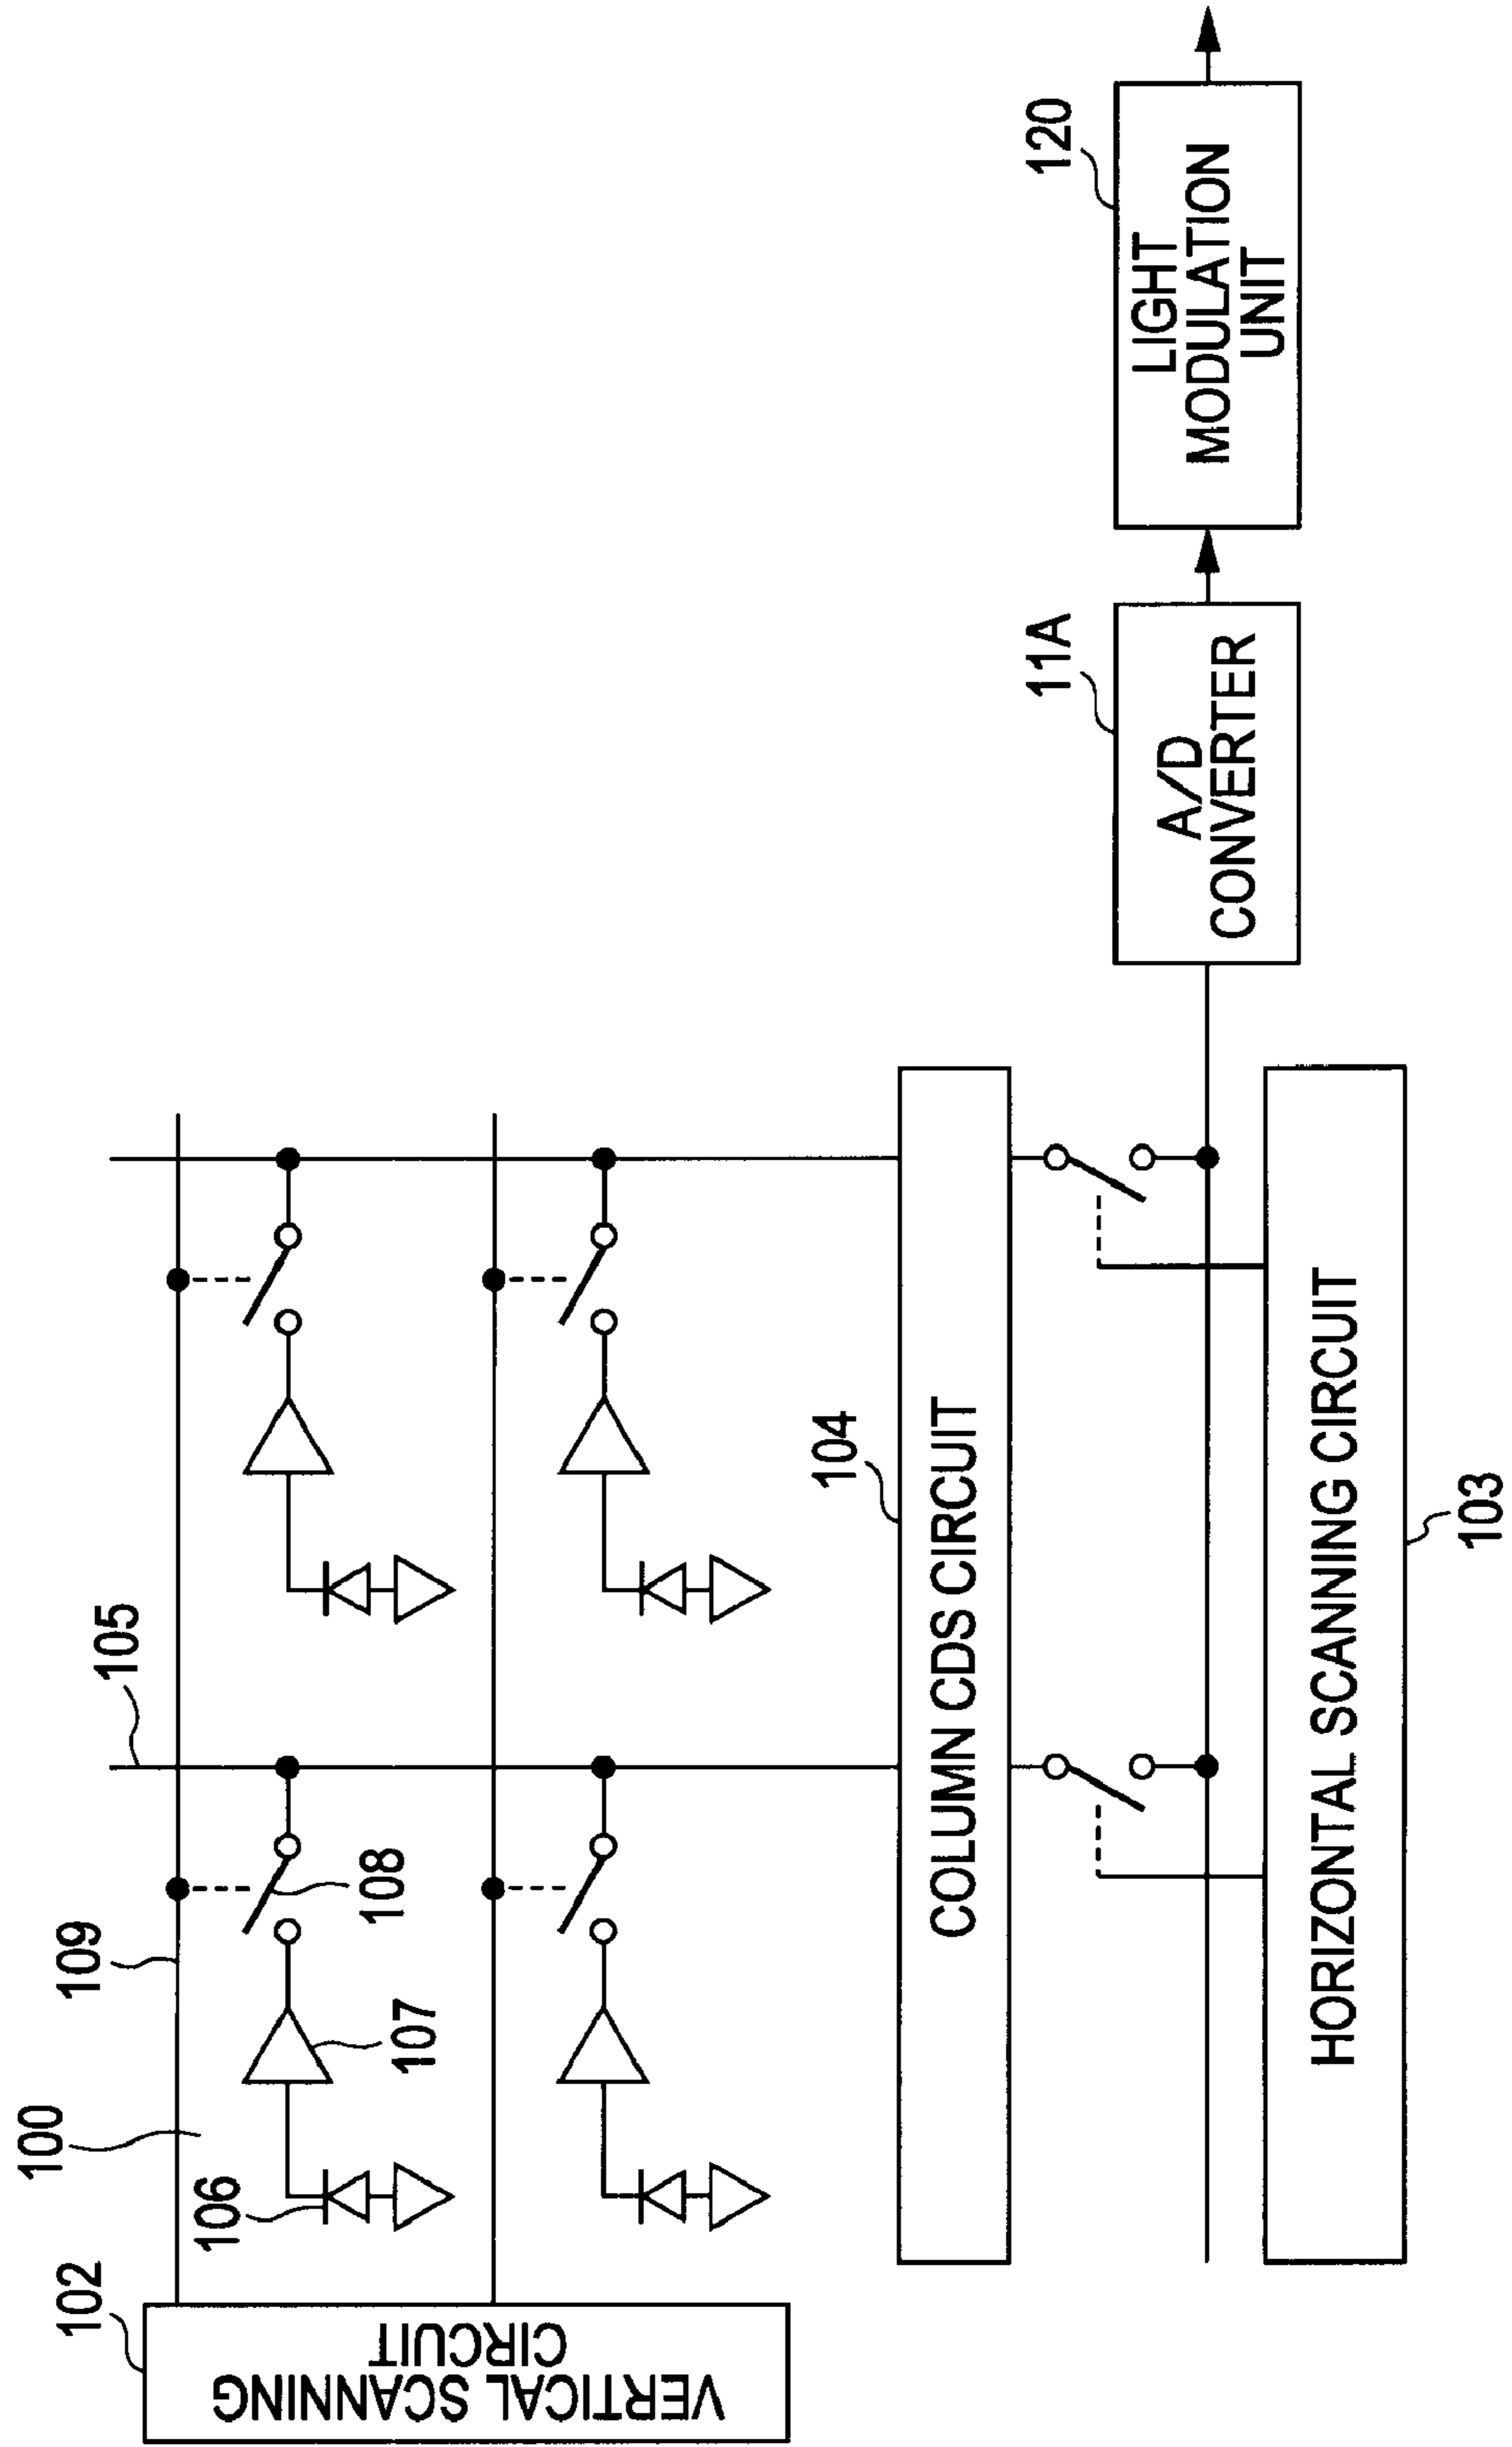 100
109
105
102
106
107
108
VERTICAL SCANNING
CIRCUIT
104
COLUMN CDS CIRCUIT
11A
A/D
CONVERTER
120
LIGHT
MODULATION
UNIT
HORIZONTAL SCANNING CIRCUIT
103